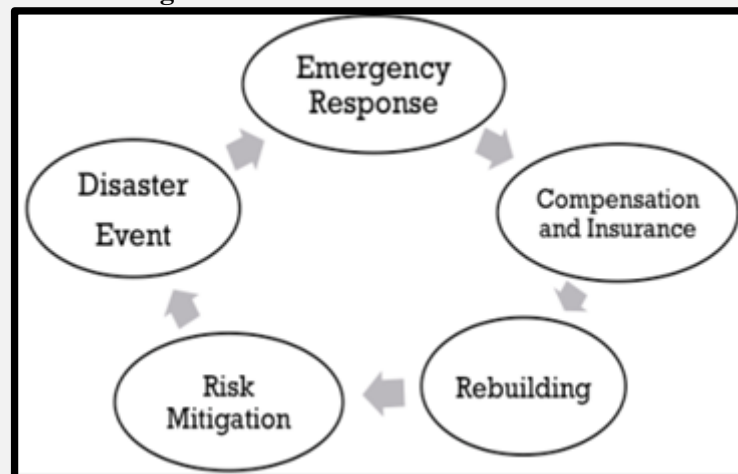 Emergency
Response
Compensation
and Insurance
Rebuilding
Risk
Mitigation
Disaster
Event